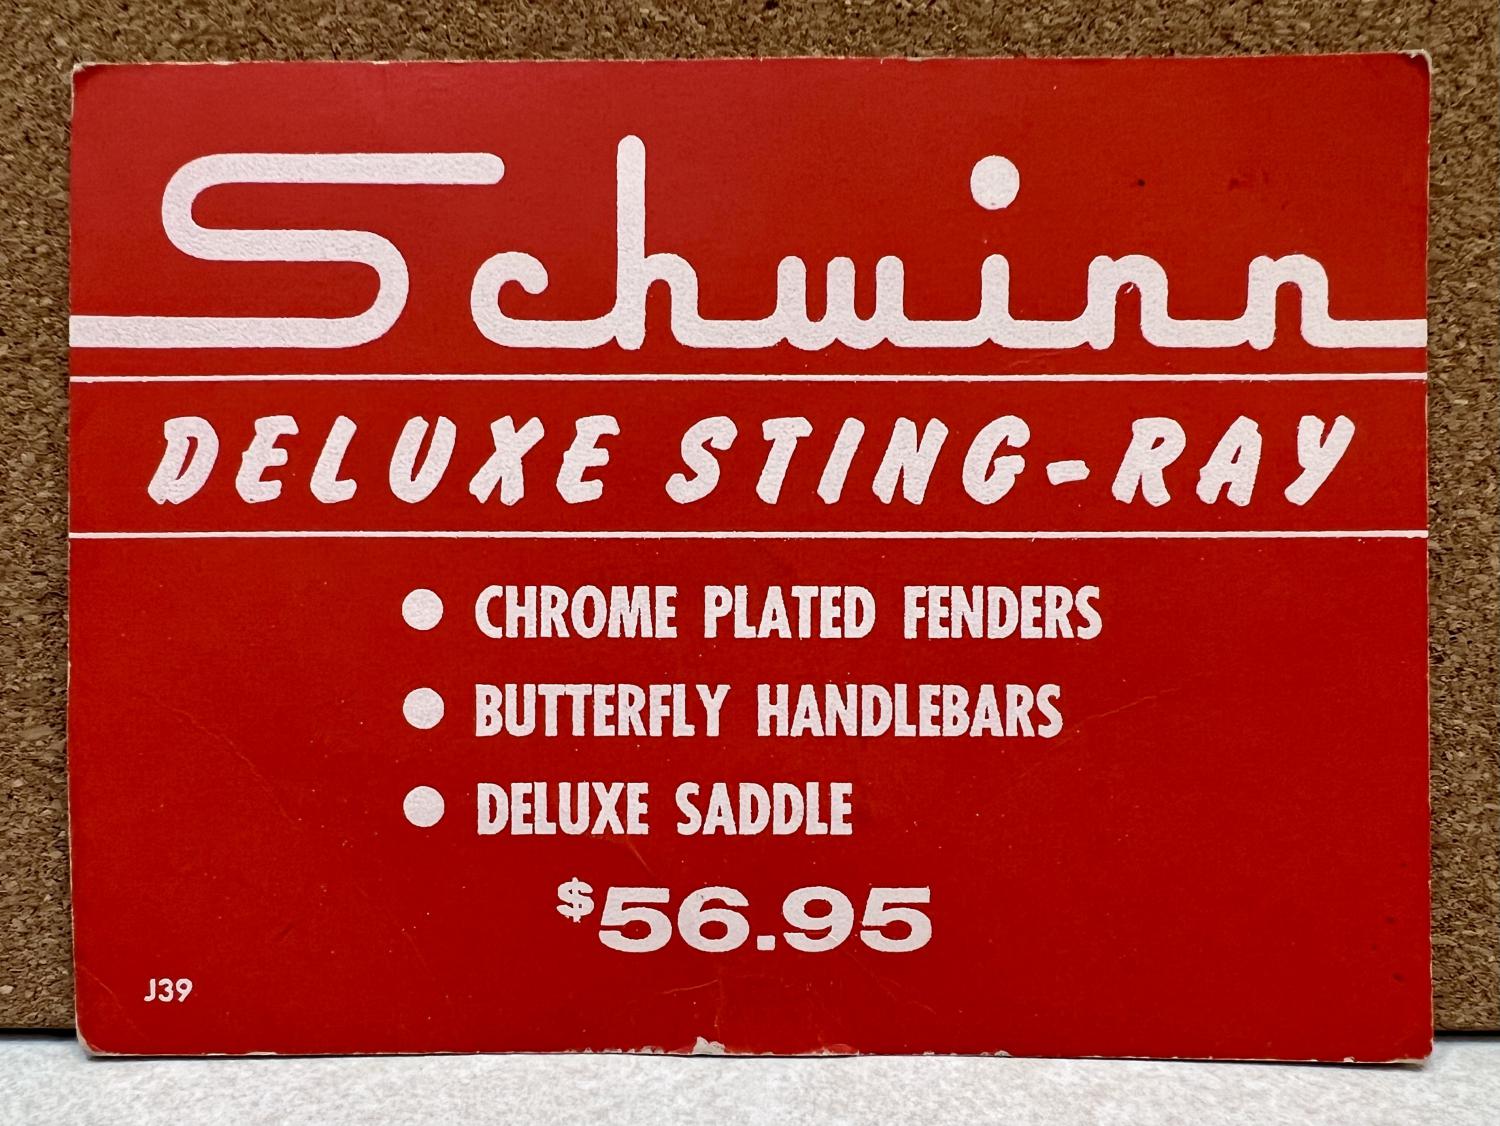 Schwinn
DELUXE STING-RAY
● CHROME PLATED FENDERS
● BUTTERFLY HANDLEBARS
● DELUXE SADDLE
$56.95
J39